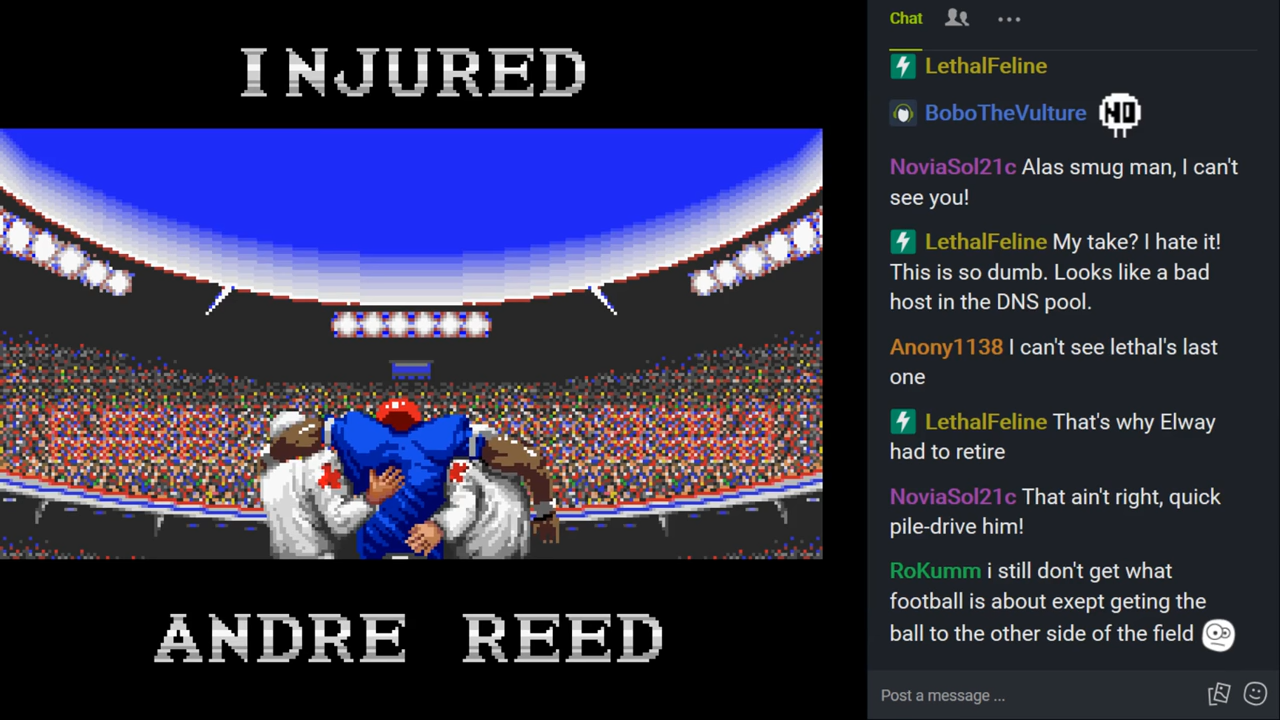 INJURED
ANDRE REED
Chat
LethalFeline
BoboTheVulture NO
NoviaSol21c Alas smug man, I can't
see you!
LethalFeline My take? I hate it!
This is so dumb. Looks like a bad
host in the DNS pool.
Anony1138 I can't see lethal's last
one
LethalFeline That's why Elway
had to retire
NoviaSol21c That ain't right, quick
pile-drive him!
RoKumm i still don't get what
football is about exept geting the
ball to the other side of the field
Post a message ...